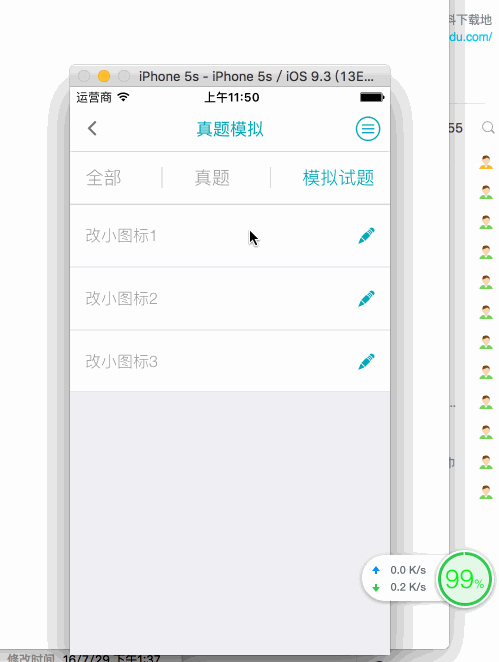 料下载地
du.com/
iPhone 5s - iPhone 5s / iOS 9.3 (13E...
运营商
上午11:50
真题模拟
55
全部
真题
模拟试题
改小图标1
改小图标2
改小图标3
...
0.0 K/s
0.2 K/s
99%
修改时间 16/7/29 下午1:37